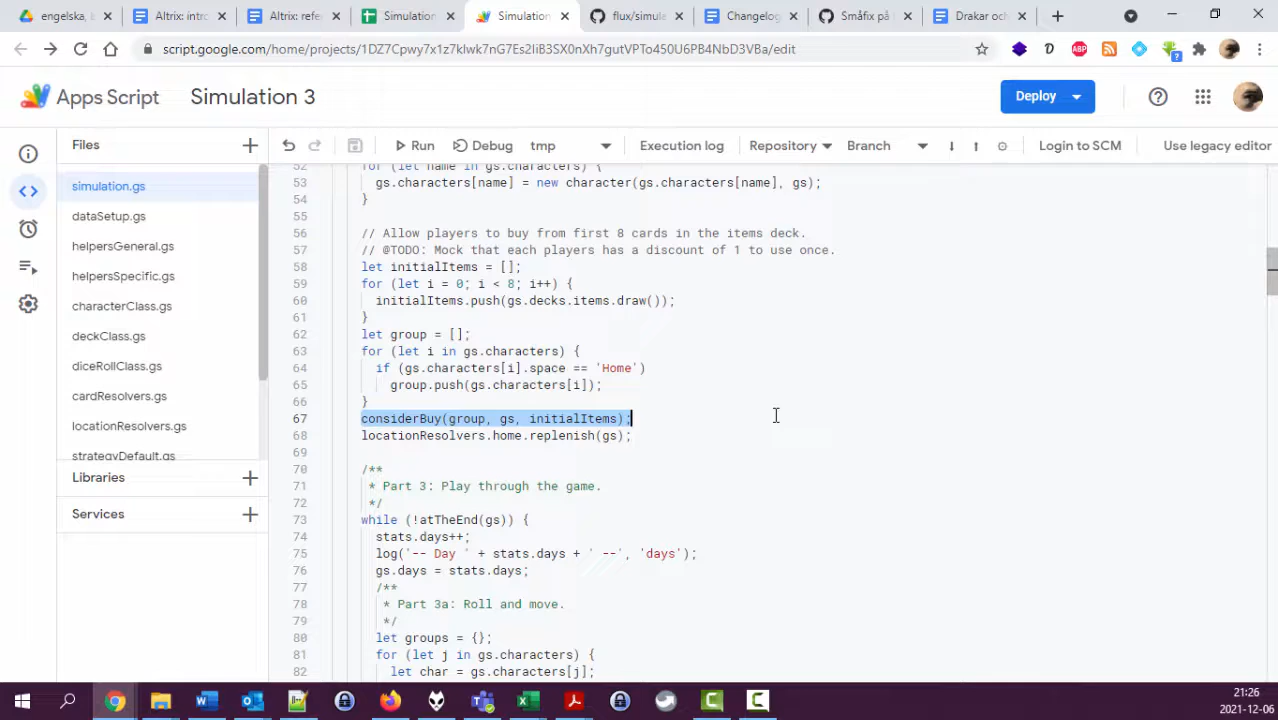 engelska,
Altrix: intro
Altrix: refe
Simulation
Simulation
flux/simule
Changelog
Småfix på l
Drakar och
script.google.com/home/projects/1DZ7Cpwy7x1z7kIwk7nG7Es2IiB3SX0nXh7gutVPTo450U6PB4NbD3VBa/edit
ABP
Apps Script
Simulation 3
Deploy
Files
Run
Debug
tmp
Execution log
Repository
Branch
Login to SCM
Use legacy editor
simulation.gs
dataSetup.gs
helpersGeneral.gs
helpersSpecific.gs
characterClass.gs
deckClass.gs
diceRollClass.gs
cardResolvers.gs
locationResolvers.gs
strategyDefault.gs
Libraries
Services
52 for (let name in gs.characters) {
53 gs.characters[name] = new character(gs.characters[name], gs);
54 }
55
56 // Allow players to buy from first 8 cards in the items deck.
57 // @TODO: Mock that each players has a discount of 1 to use once.
58 let initialItems = [];
59 for (let i = 0; i < 8; i++) {
60 initialItems.push(gs.decks.items.draw());
61 }
62 let group = [];
63 for (let i in gs.characters) {
64 if (gs.characters[i].space == 'Home')
65 group.push(gs.characters[i]);
66 }
67 considerBuy(group, gs, initialItems);
68 locationResolvers.home.replenish(gs);
69
70 /**
71 * Part 3: Play through the game.
72 */
73 while (!atTheEnd(gs)) {
74 stats.days++;
75 log('-- Day ' + stats.days + ' --', 'days');
76 gs.days = stats.days;
77 /**
78 * Part 3a: Roll and move.
79 */
80 let groups = {};
81 for (let j in gs.characters) {
82 let char = gs.characters[j];
21:26
2021-12-06